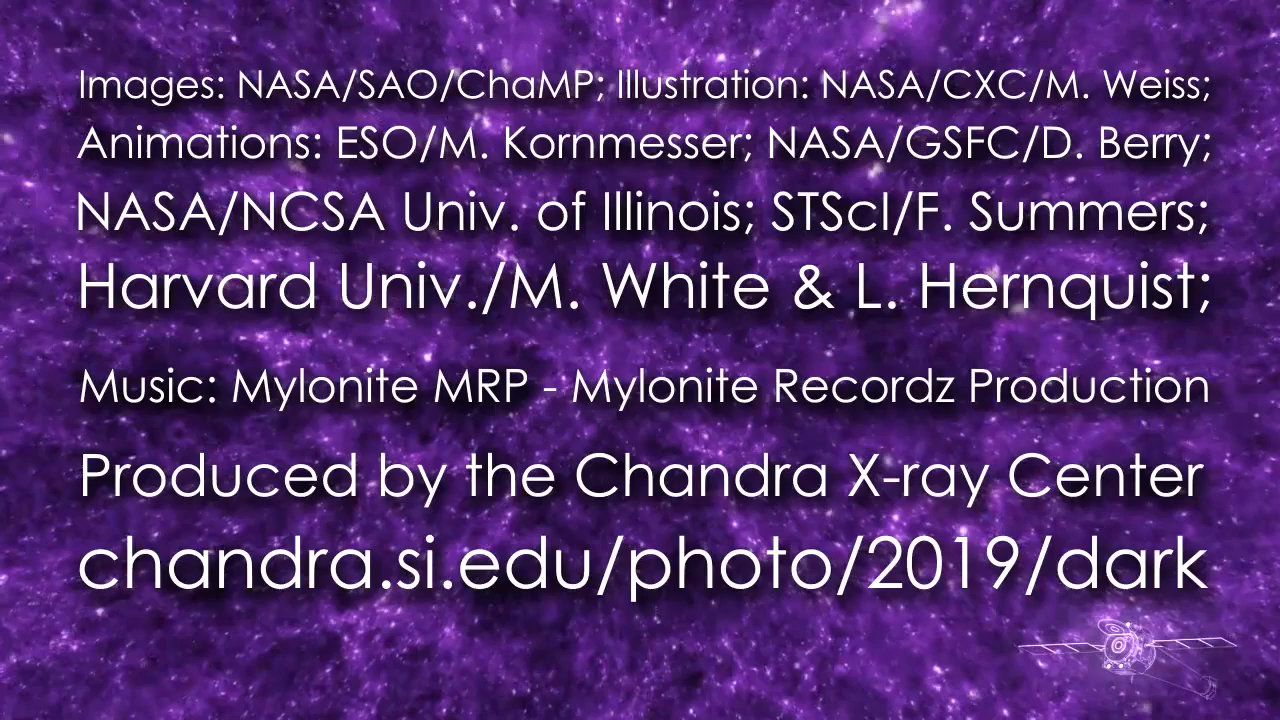 Images: NASA/SAO/ChaMP; Illustration: NASA/CXC/M. Weiss;
Animations: ESO/M. Kornmesser; NASA/GSFC/D. Berry;
NASA/NCSA Univ. of Illinois; STScI/F. Summers;
Harvard Univ./M. White & L. Hernquist;
Music: Mylonite MRP - Mylonite Recordz Production
Produced by the Chandra X-ray Center
chandra.si.edu/photo/2019/dark